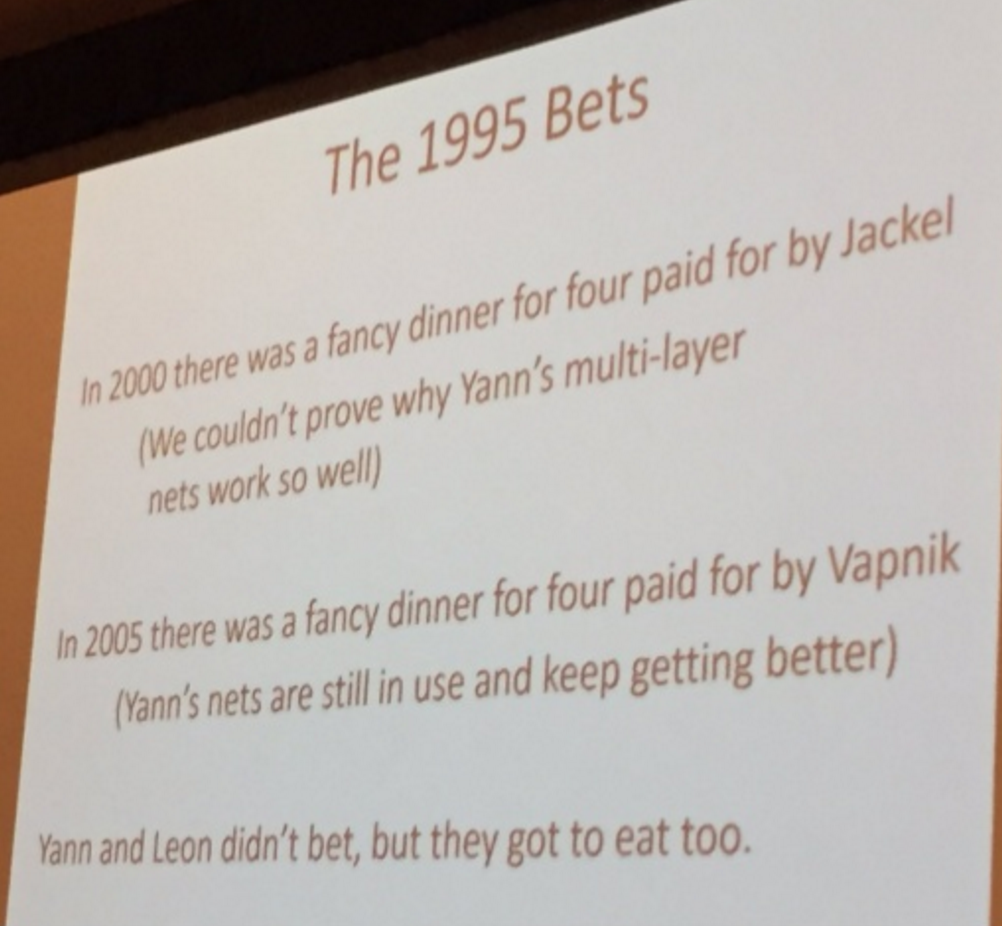 The 1995 Bets
In 2000 there was a fancy dinner for four paid for by Jackel
(We couldn't prove why Yann's multi-layer
nets work so well)
In 2005 there was a fancy dinner for four paid for by Vapnik
(Yann's nets are still in use and keep getting better)
Yann and Leon didn't bet, but they got to eat too.